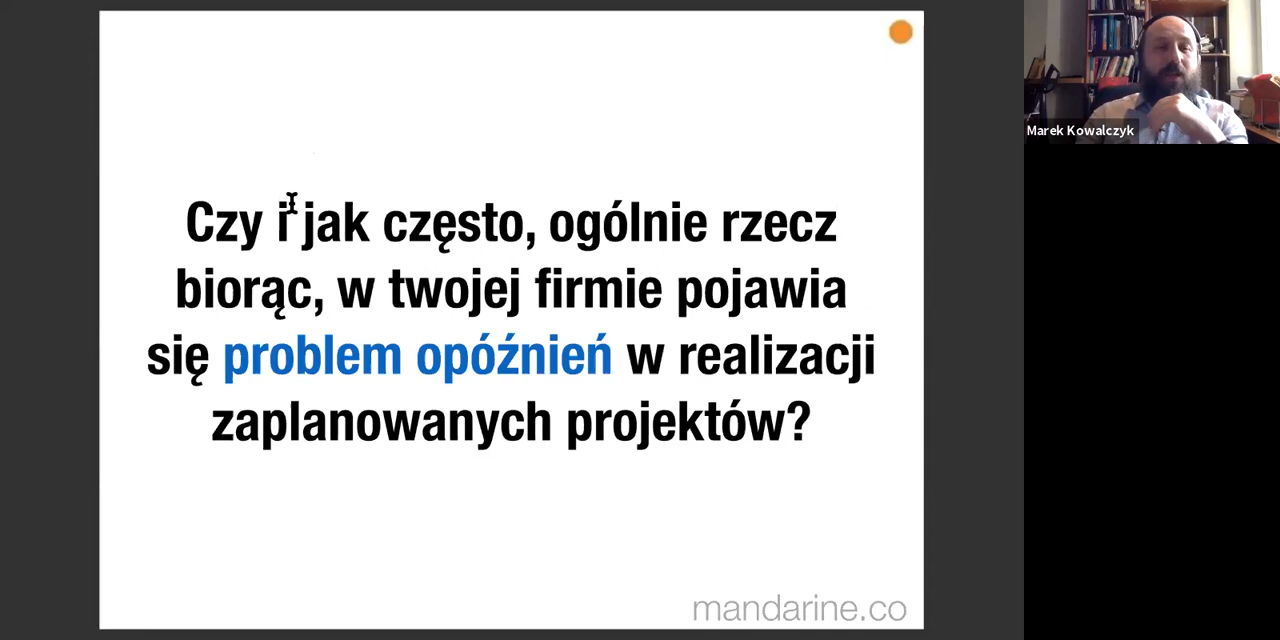 Czy i jak często, ogólnie rzecz
biorąc, w twojej firmie pojawia
się problem opóźnień w realizacji
zaplanowanych projektów?
mandarine.co
Marek Kowalczyk